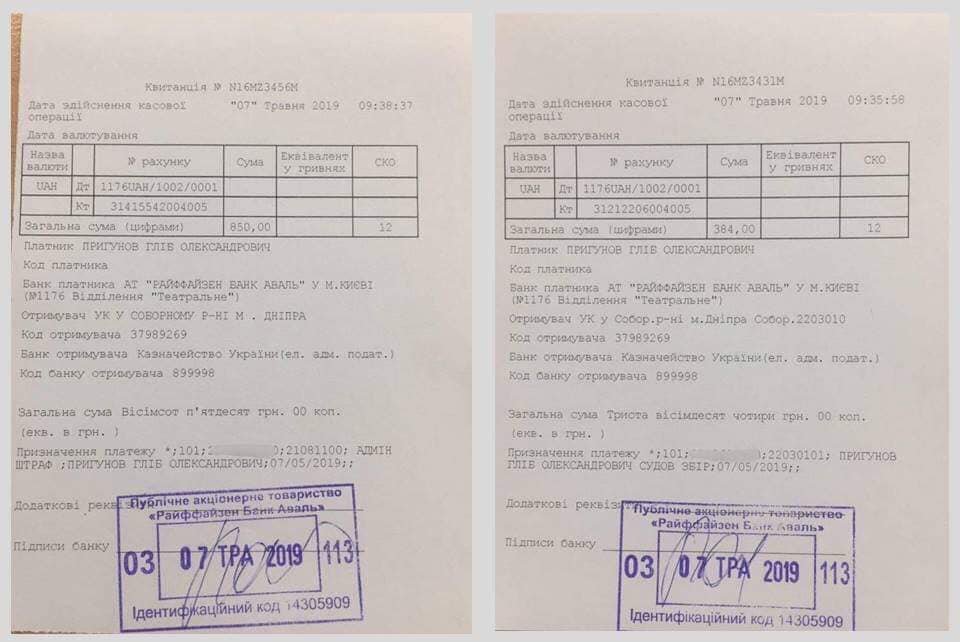 Квитанція № N16MZ3456M
Дата здійснення касової операції "07" Травня 2019 09:38:37
Дата валютування
Назва валюти № рахунку Сума Еквівалент у гривнях СКО
UAH Дт 1176UAH/1002/0001
Кт 31415542004005
Загальна сума (цифрами) 850,00 12
Платник ПРИГУНОВ ГЛІБ ОЛЕКСАНДРОВИЧ
Код платника
Банк платника АТ "РАЙФФАЙЗЕН БАНК АВАЛЬ" У М.КИЄВІ
(№1176 Відділення "Театральне")
Отримувач УК У СОБОРНОМУ Р-НІ М . ДНІПРА
Код отримувача 37989269
Банк отримувача Казначейство України(ел. адм. подат.)
Код банку отримувача 899998
Загальна сума Вісімсот п'ятдесят грн. 00 коп.
(екв. в грн. )
Призначення платежу *;101; 0;21081100; АДМІН
ШТРАФ ;ПРИГУНОВ ГЛІБ ОЛЕКСАНДРОВИЧ;07/05/2019;;
Додаткові
Публічне акціонерне товариство
«Райффайзен Банк Аваль»
Підписи банку
03 07 ТРА 2019 113
Ідентифікаційний код 14305909
Квитанція № N16MZ3431M
Дата здійснення касової операції "07" Травня 2019 09:35:58
Дата валютування
Назва валюти № рахунку Сума Еквівалент у гривнях СКО
UAH Дт 1176UAH/1002/0001
Кт 31212206004005
Загальна сума (цифрами) 384,00 12
Платник ПРИГУНОВ ГЛІБ ОЛЕКСАНДРОВИЧ
Код платника
Банк платника АТ "РАЙФФАЙЗЕН БАНК АВАЛЬ" У М.КИЄВІ
(№1176 Відділення "Театральне")
Отримувач УК у Собор.р-ні м.Дніпра Собор.2203010
Код отримувача 37989269
Банк отримувача Казначейство України(ел. адм. подат.)
Код банку отримувача 899998
Загальна сума Триста вісімдесят чотири грн. 00 коп.
(екв. в грн. )
Призначення платежу *;101; ;22030101; ПРИГУНОВ
ГЛІБ ОЛЕКСАНДРОВИЧ СУДОВ ЗБІР;07/05/2019;;
Додаткові
Публічне акціонерне товариство
«Райффайзен Банк Аваль»
Підписи банку
03 07 ТРА 2019 113
Ідентифікаційний код 14305909